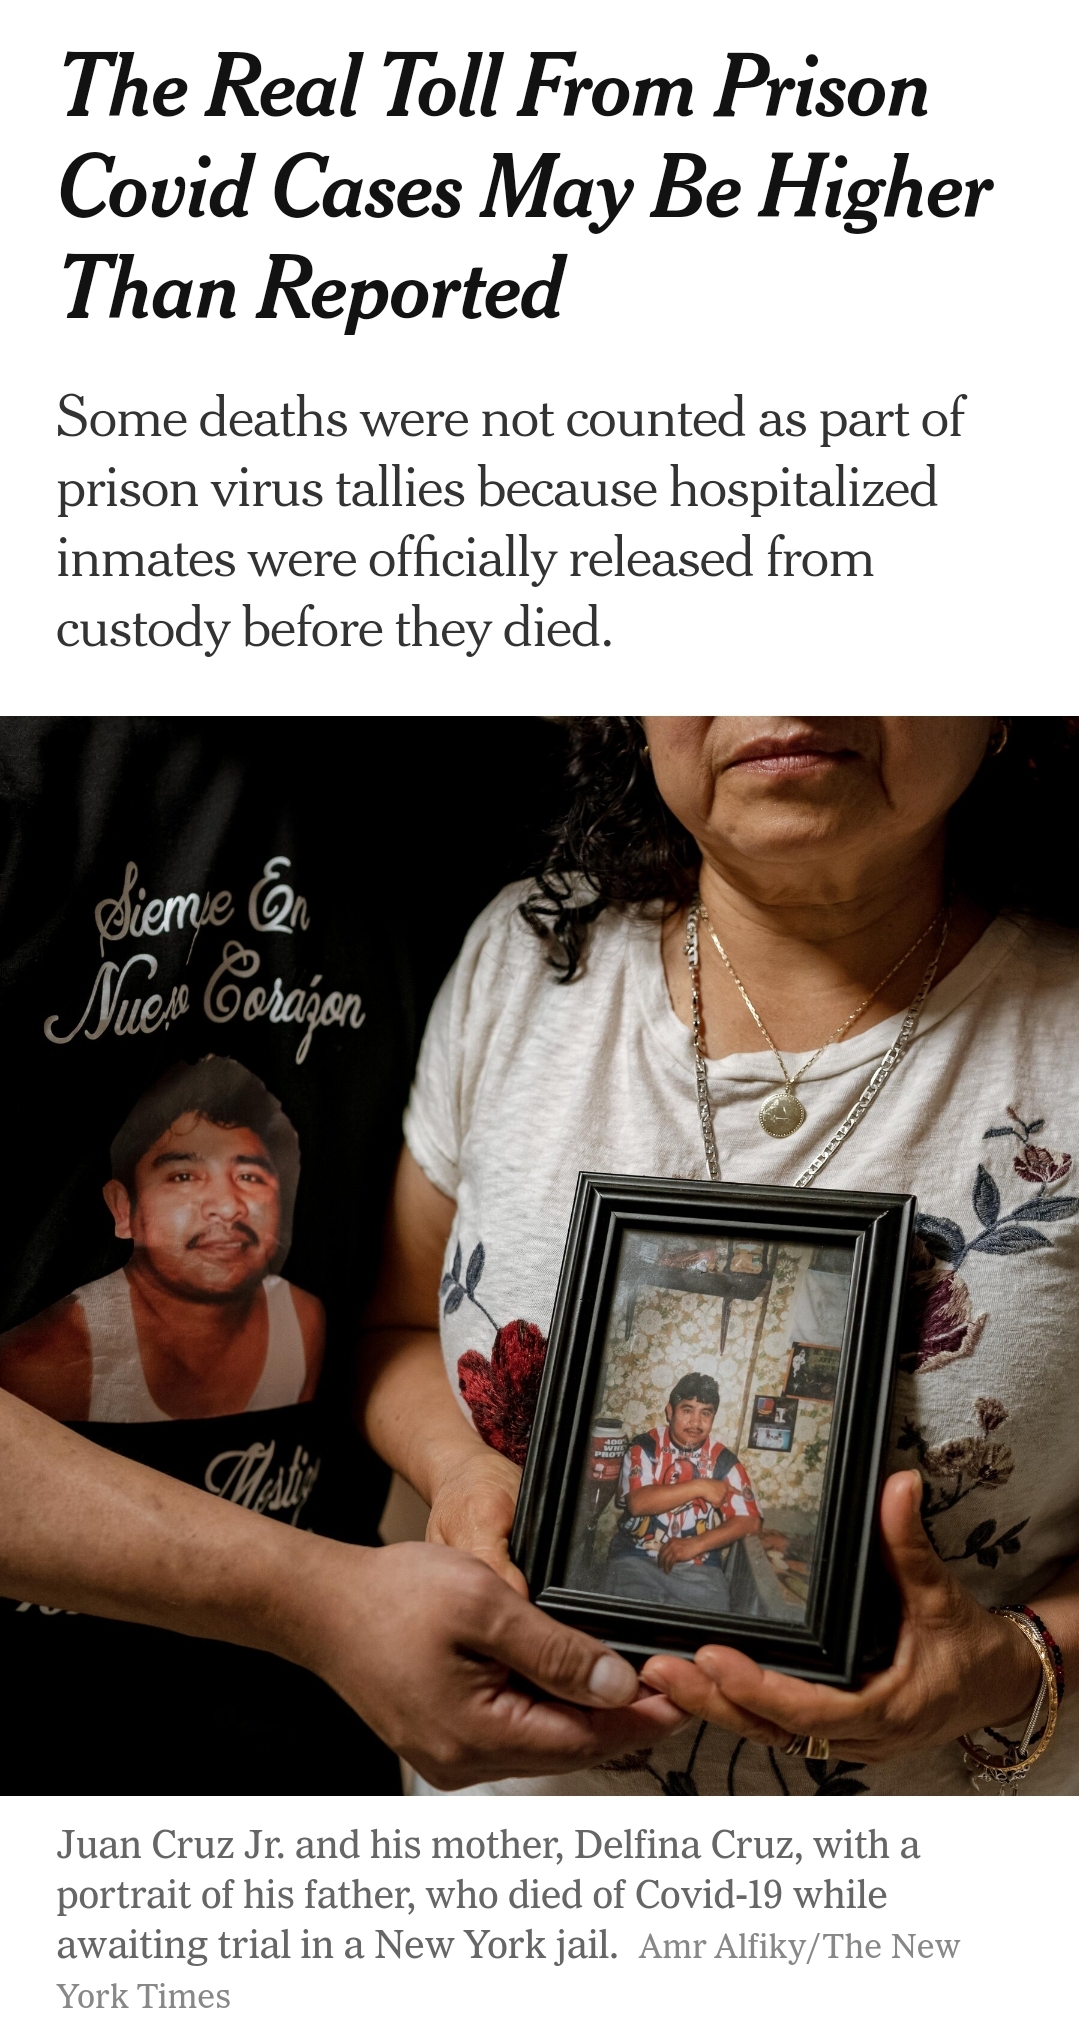 The Real Toll From Prison
Covid Cases May Be Higher
Than Reported
Some deaths were not counted as part of
prison virus tallies because hospitalized
inmates were officially released from
custody before they died.
Siempre En
Nuestro Corazón
100%
WHEY
PROTEIN
Juan Cruz Jr. and his mother, Delfina Cruz, with a
portrait of his father, who died of Covid-19 while
awaiting trial in a New York jail. Amr Alfiky/The New
York Times